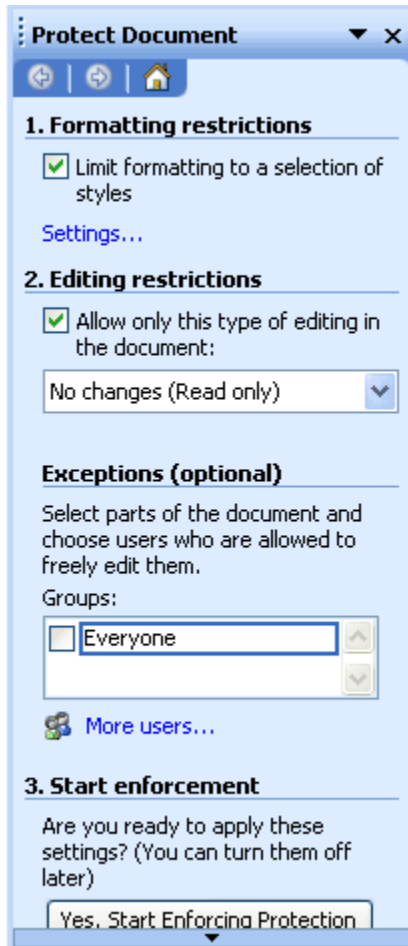 Protect Document
1. Formatting restrictions
Limit formatting to a selection of
styles
Settings...
2. Editing restrictions
Allow only this type of editing in
the document:
No changes (Read only)
Exceptions (optional)
Select parts of the document and
choose users who are allowed to
freely edit them.
Groups:
Everyone
More users...
3. Start enforcement
Are you ready to apply these
settings? (You can turn them off
later)
Yes, Start Enforcing Protection